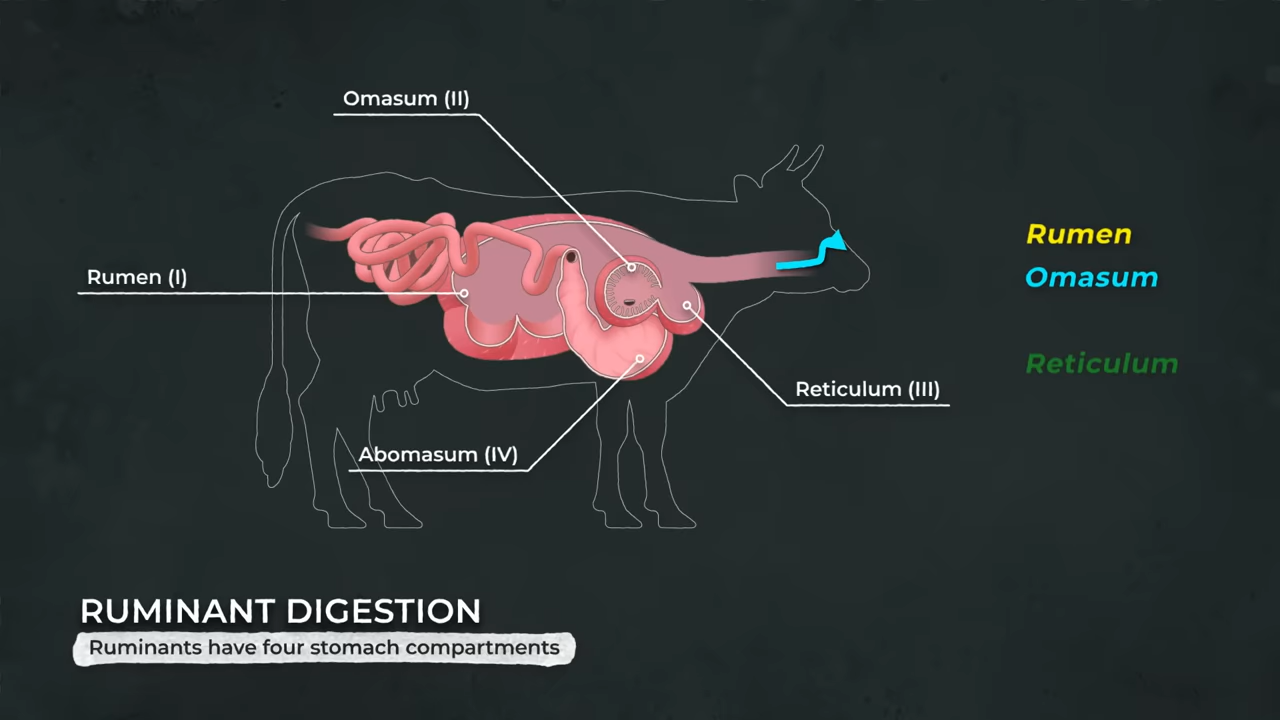 Omasum (II)
Rumen (I)
Reticulum (III)
Abomasum (IV)
Rumen
Omasum
Reticulum
RUMINANT DIGESTION
Ruminants have four stomach compartments